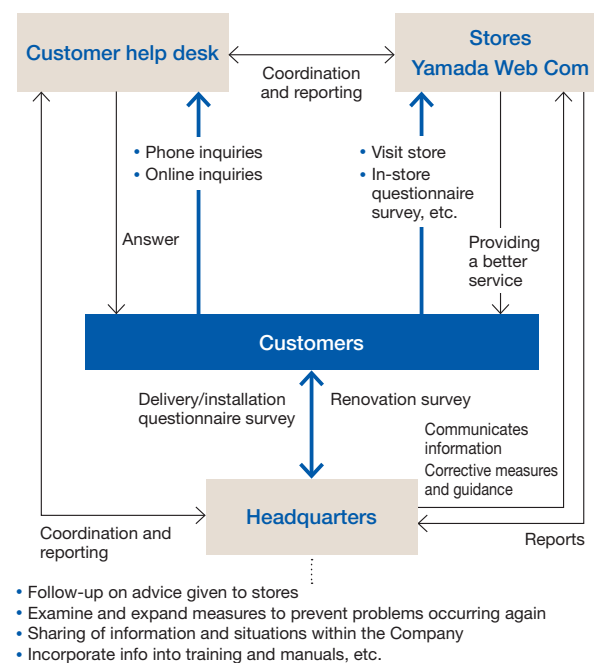 Customer help desk
Stores
Yamada Web Com
Coordination
and reporting
• Phone inquiries
• Online inquiries
• Visit store
• In-store
questionnaire
survey, etc.
Answer
Providing
a better
service
Customers
Delivery/installation
questionnaire survey
Renovation survey
Communicates
information
Corrective measures
and guidance
Headquarters
Coordination and
reporting
Reports
• Follow-up on advice given to stores
• Examine and expand measures to prevent problems occurring again
• Sharing of information and situations within the Company
• Incorporate info into training and manuals, etc.